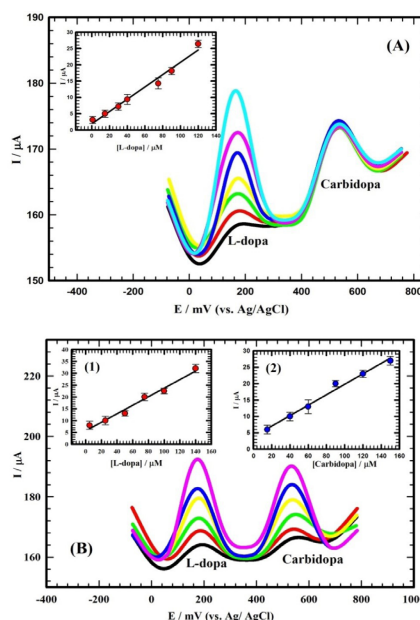 (A)
I / μA
30
25
20
15
10
5
0
0 20 40 60 80 100 120 140
[L-dopa] / μM
190
180
170
160
150
I / μA
L-dopa
Carbidopa
-400 -200 0 200 400 600 800
E / mV (vs. Ag/AgCl)
(1)
I / μA
40
35
30
25
20
15
10
5
0
0 20 40 60 80 100 120 140 160
[L-dopa] / μM
(2)
I / μA
30
25
20
15
10
5
0
0 20 40 60 80 100 120 140 160
[Carbidopa] / μM
220
200
180
160
I / μA
(B)
L-dopa
Carbidopa
-400 -200 0 200 400 600 800
E / mV (vs. Ag/ AgCl)